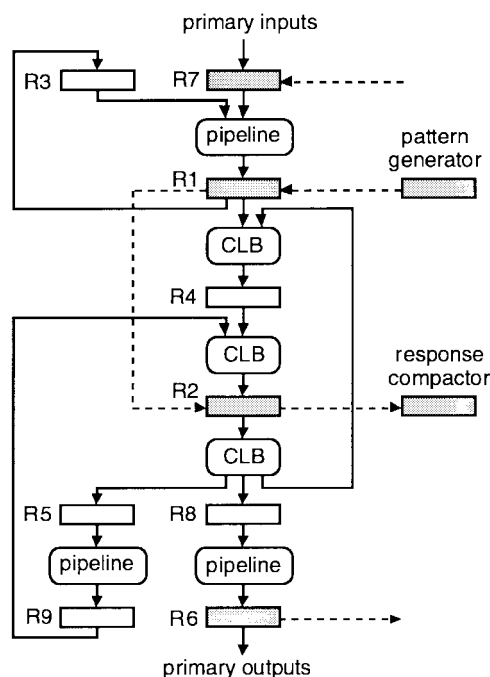 primary inputs
R3
R7
pipeline
pattern
generator
R1
CLB
R4
CLB
response
compactor
R2
CLB
R5
R8
pipeline
pipeline
R9
R6
primary outputs